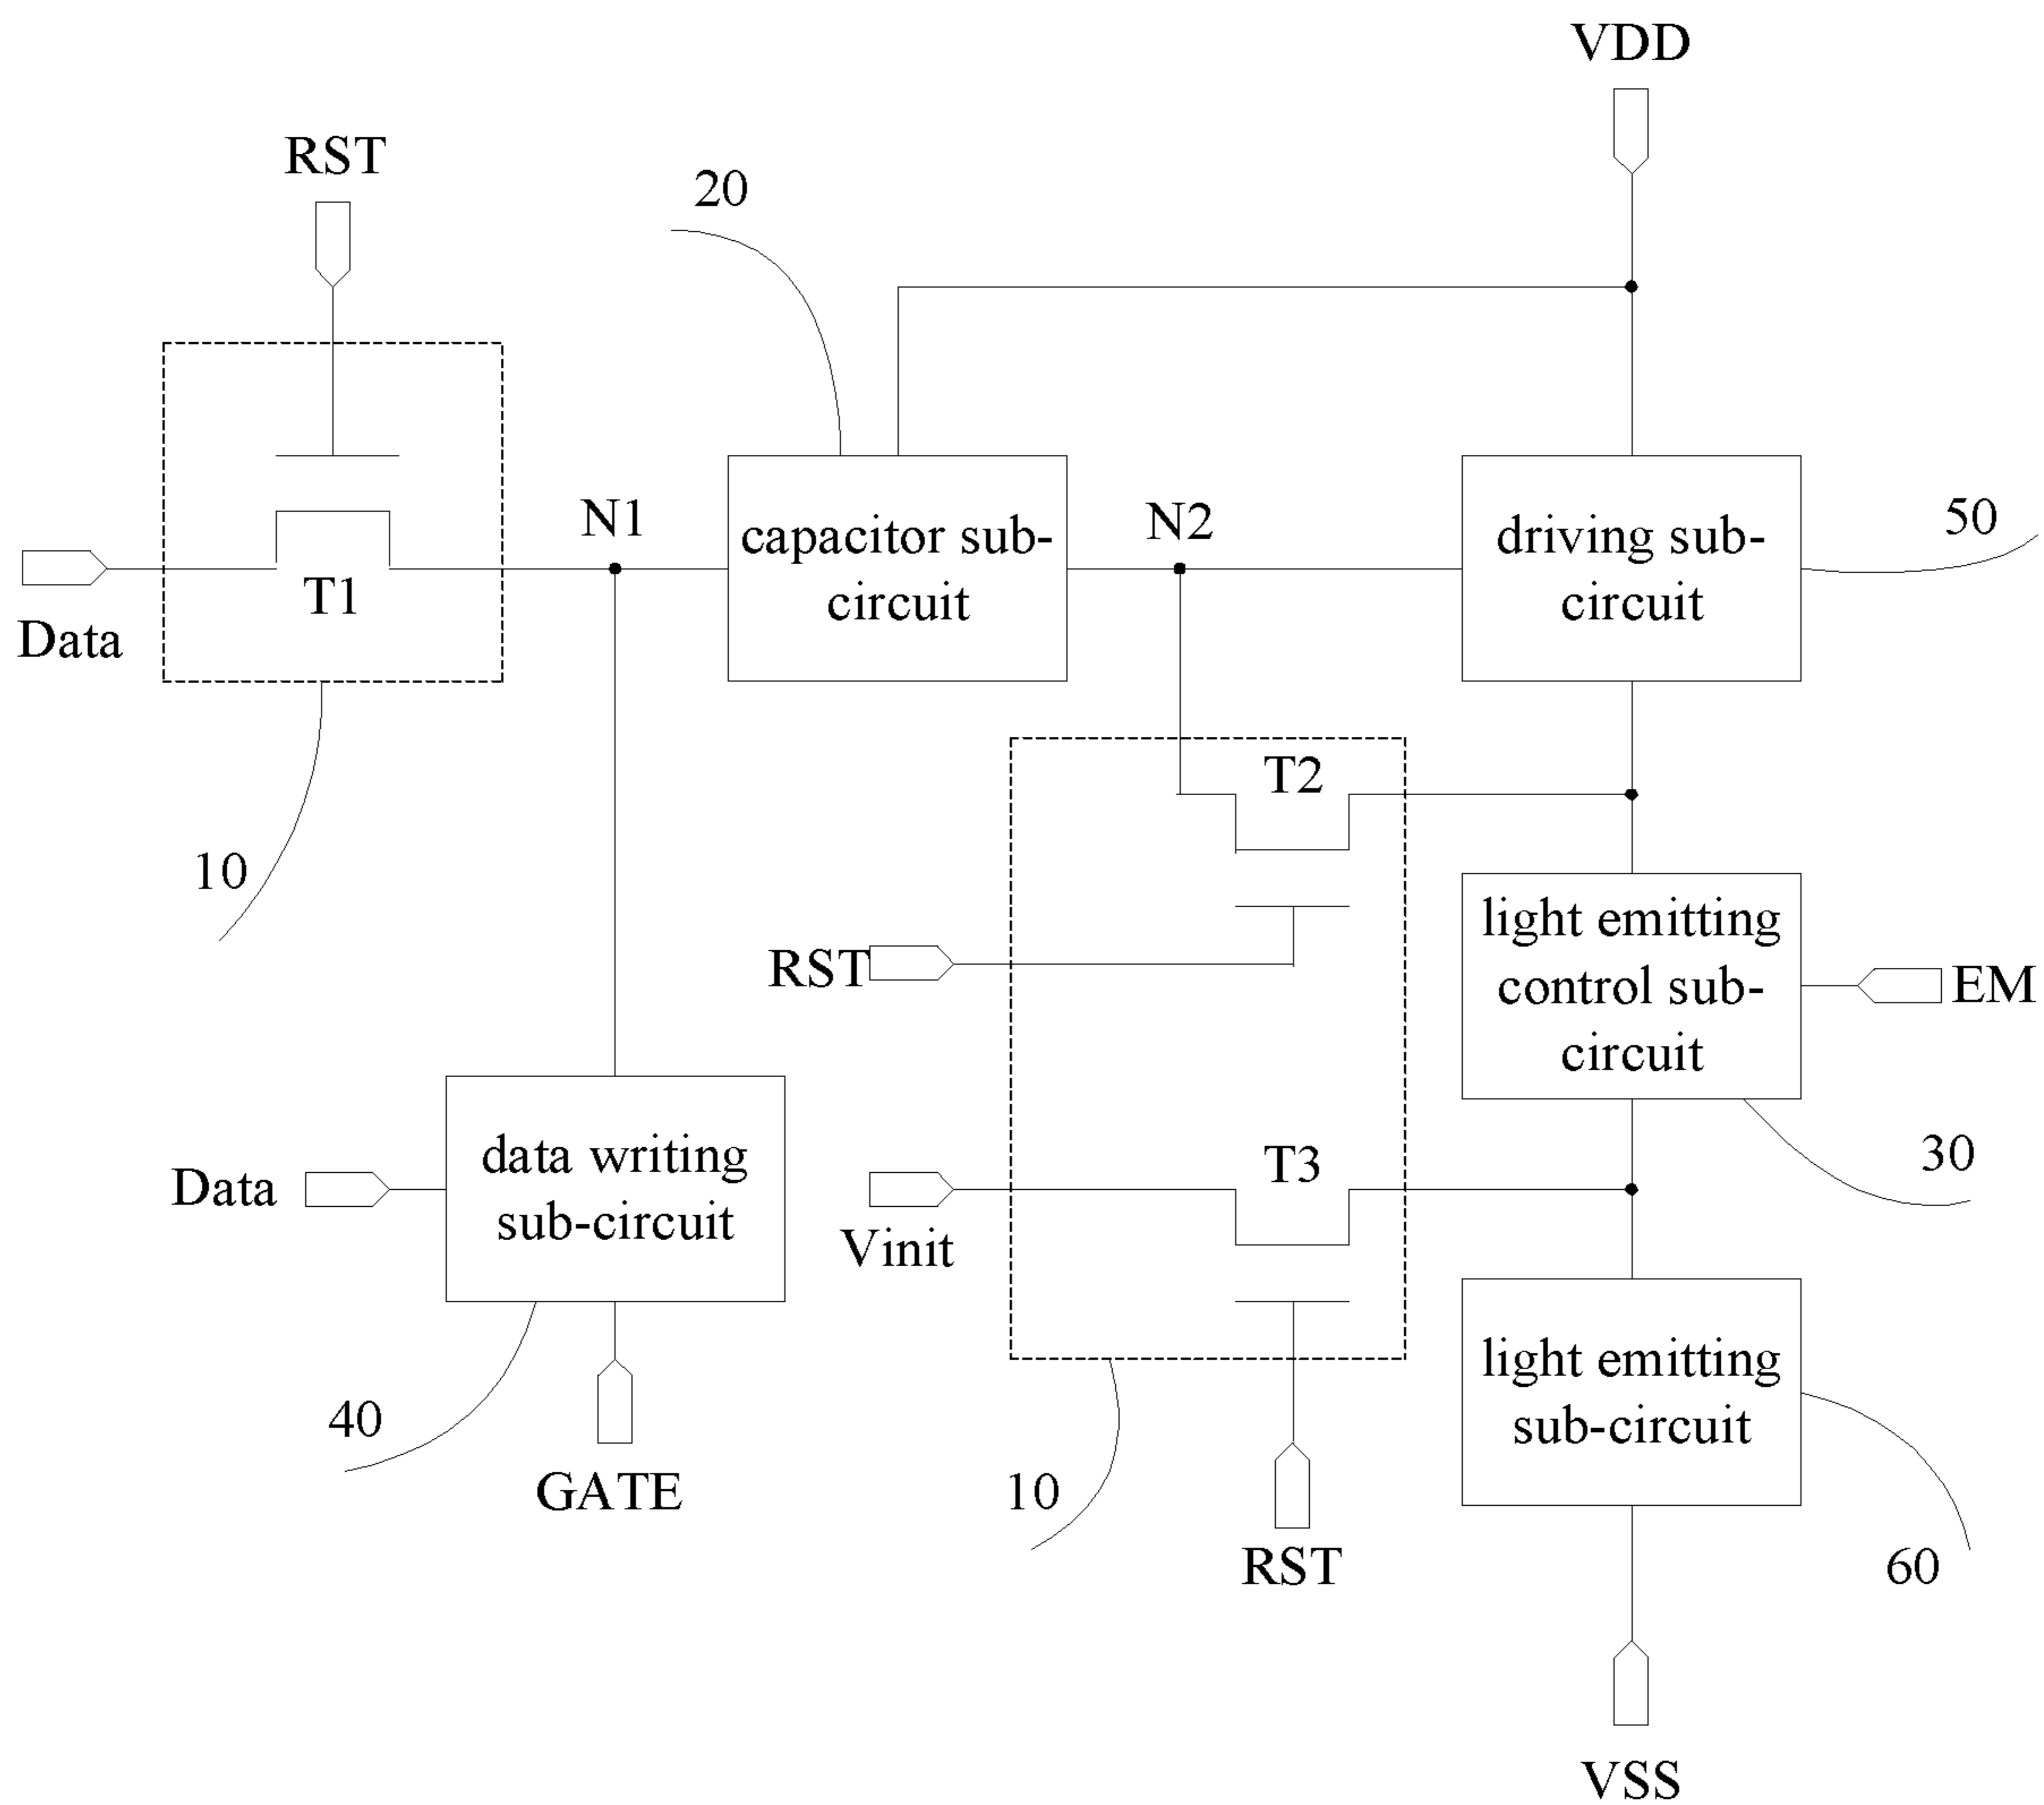 VDD
RST
20
N1
N2
capacitor sub-
circuit
driving sub-
circuit
50
T1
Data
T2
10
light emitting
control sub-
circuit
RST
EM
data writing
sub-circuit
T3
30
Data
Vinit
light emitting
sub-circuit
40
GATE
10
RST
60
VSS